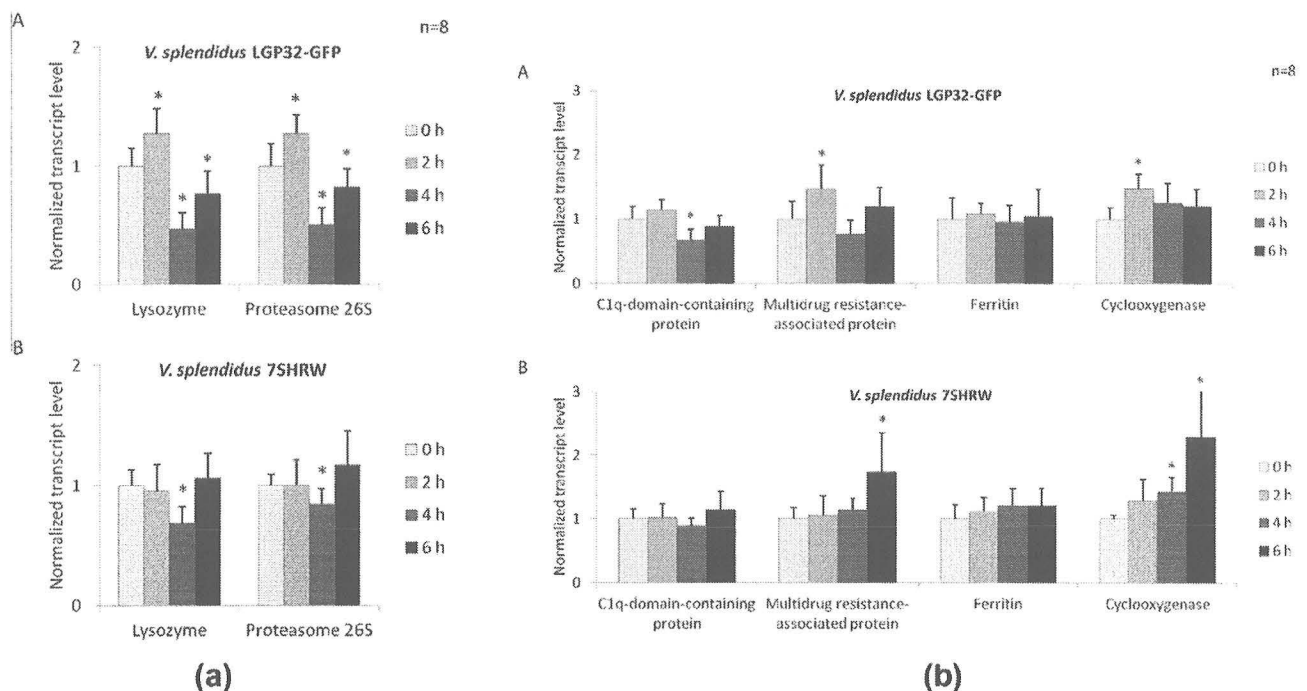 A
n=8
2
V. splendidus LGP32-GFP
* *
* *
* *
1
0
Normalized transcript level
0 h
2 h
4 h
6 h
Lysozyme Proteasome 26S
B
2
V. splendidus 7SHRW
* *
1
0
Normalized transcript level
0 h
2 h
4 h
6 h
Lysozyme Proteasome 26S
(a)
A
n=8
3
V. splendidus LGP32-GFP
2
* *
*
1
0
Normalized transcript level
0 h
2 h
4 h
6 h
C1q-domain-containing protein
Multidrug resistance-associated protein
Ferritin
Cyclooxygenase
B
3
V. splendidus 7SHRW
*
*
2
*
1
0
Normalized transcript level
0 h
2 h
4 h
6 h
C1q-domain-containing protein
Multidrug resistance-associated protein
Ferritin
Cyclooxygenase
(b)